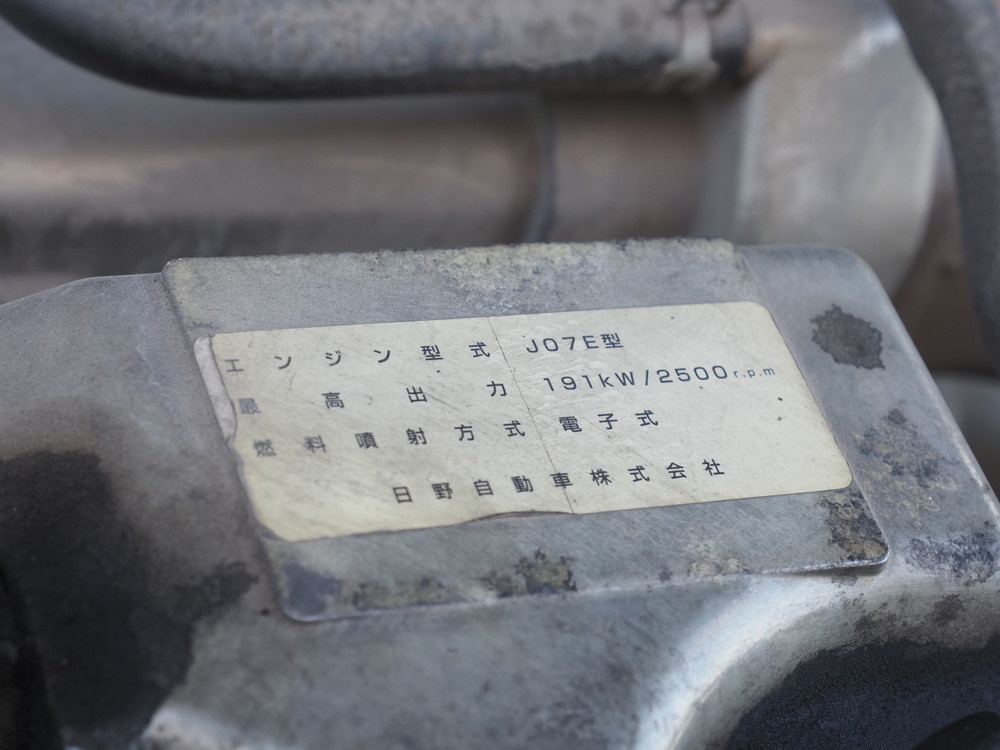 エンジン型式 J07E型
最高出力 191kW/2500r.p.m
燃料噴射方式 電子式
日野自動車株式会社